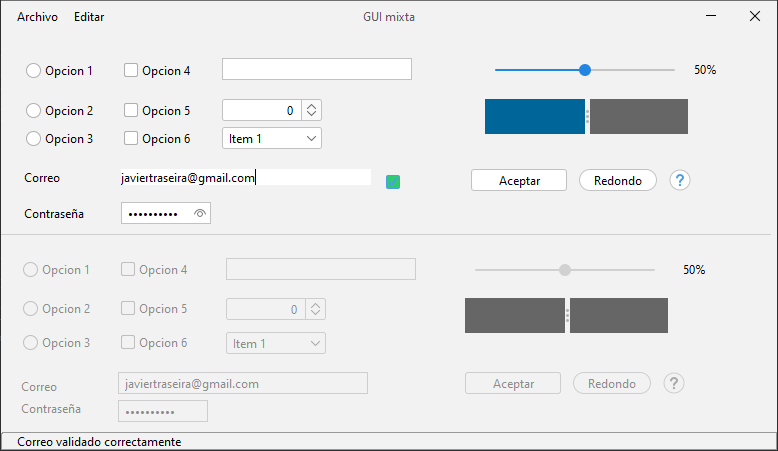 Archivo Editar GUI mixta
Opcion 1 Opcion 4 50%
Opcion 2 Opcion 5 0
Opcion 3 Opcion 6 Item 1
Correo javiertraseira@gmail.com Aceptar Redondo ?
Contraseña ••••••••••
Opcion 1 Opcion 4 50%
Opcion 2 Opcion 5 0
Opcion 3 Opcion 6 Item 1
Correo javiertraseira@gmail.com Aceptar Redondo ?
Contraseña ••••••••••
Correo validado correctamente